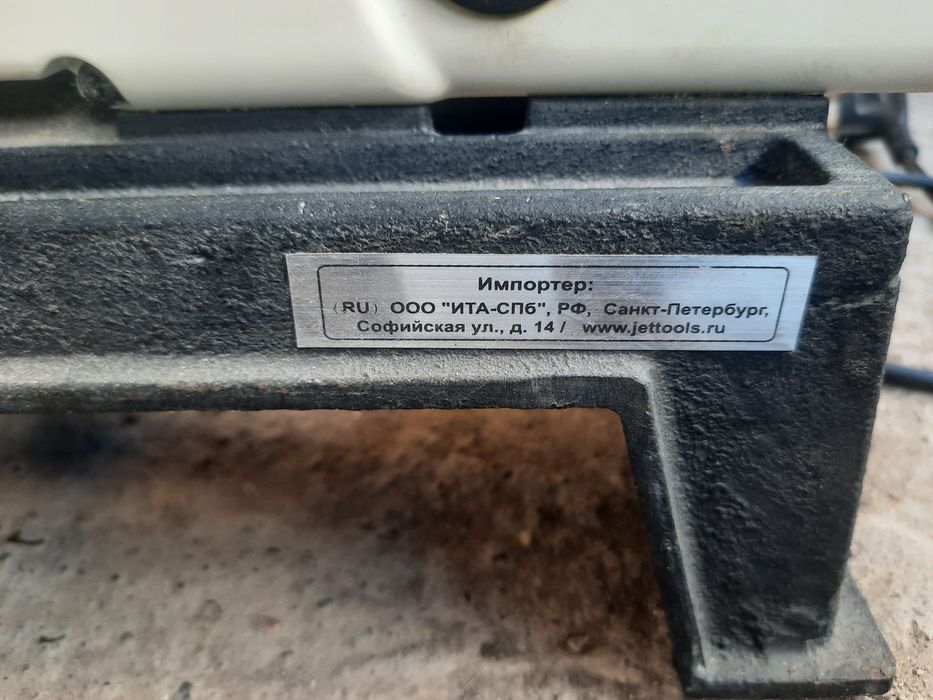 Импортер:
(RU) ООО "ИТА-СПб", РФ, Санкт-Петербург,
Софийская ул., д. 14 / www.jettools.ru